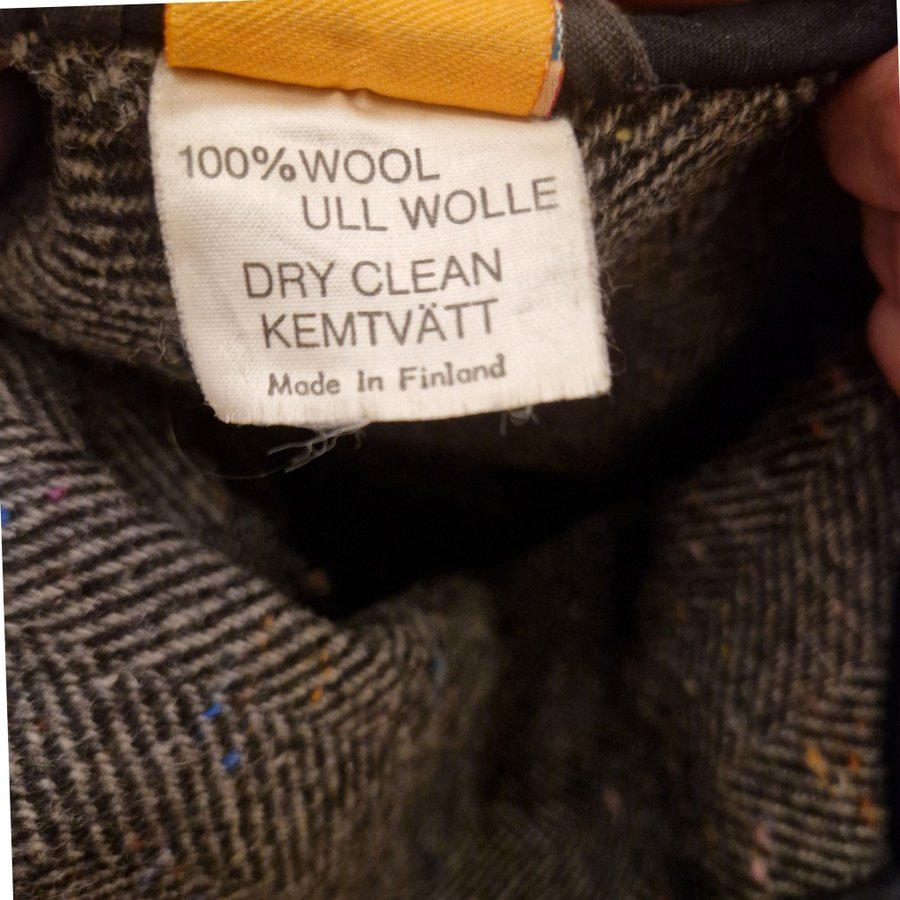 100% WOOL
ULL WOLLE
DRY CLEAN
KEMTVÄTT
Made In Finland